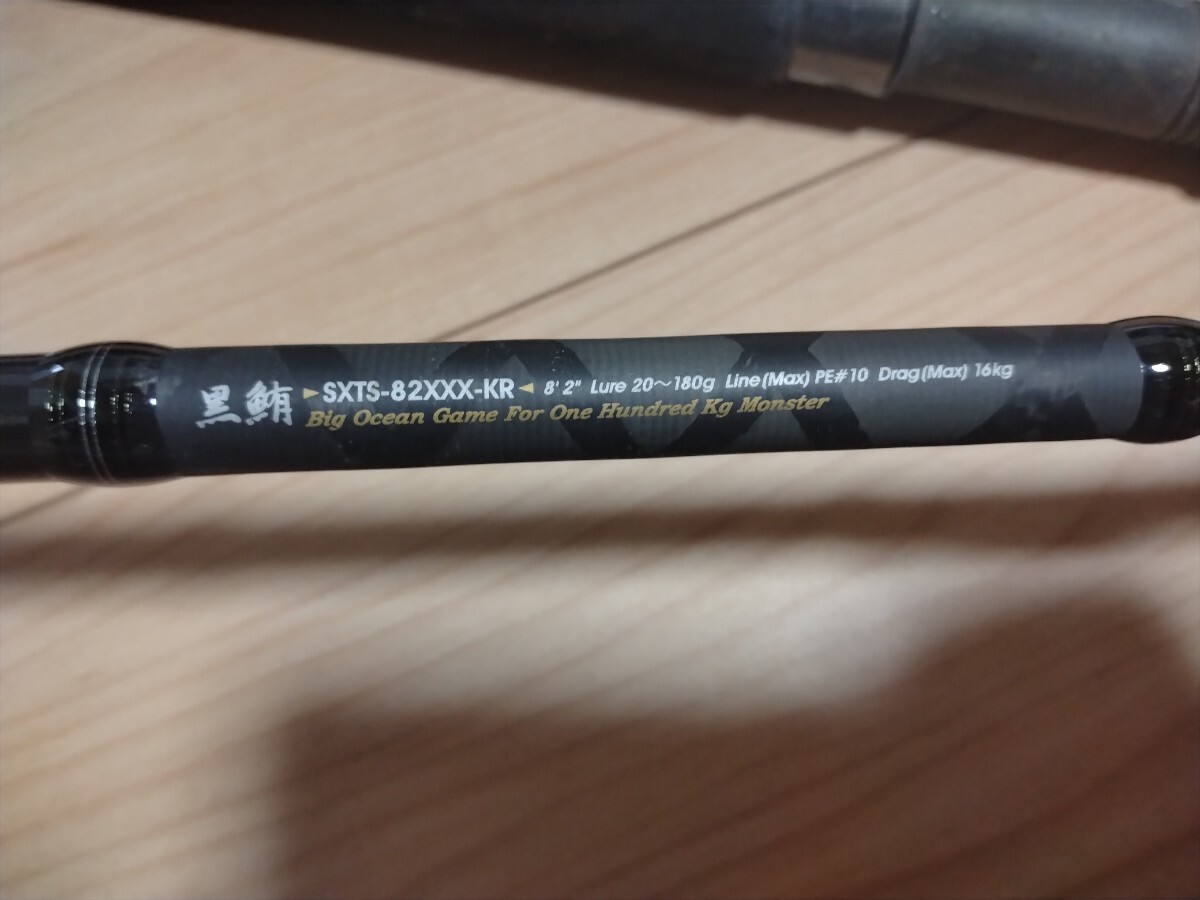 黒鮪 ▶SXTS-82XXX-KR◀ 8' 2" Lure 20～180g Line(Max) PE#10 Drag(Max) 16kg
Big Ocean Game For One Hundred Kg Monster